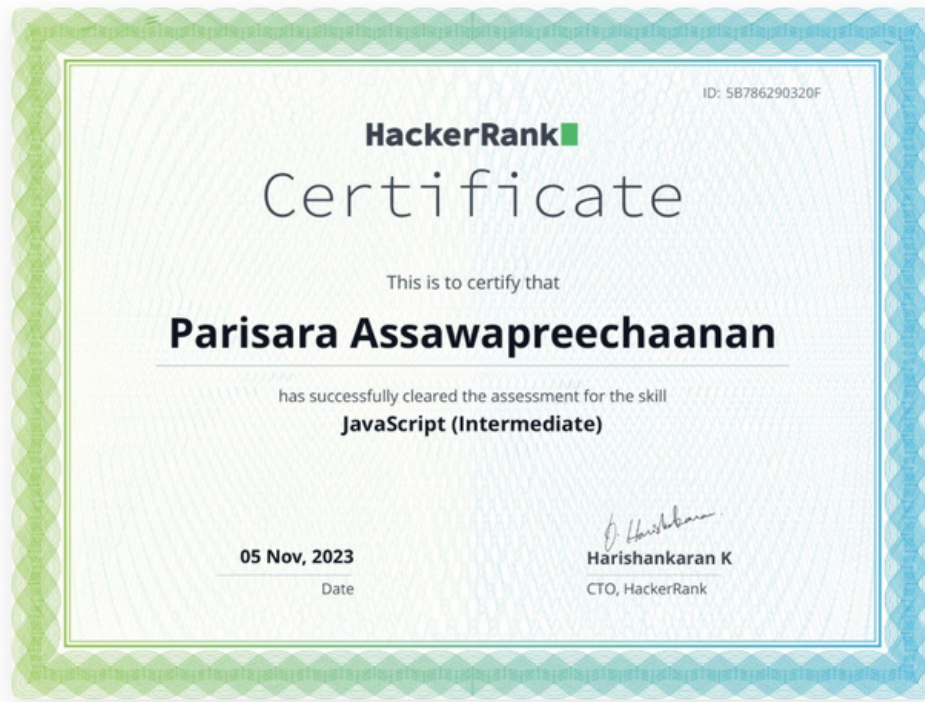 ID: 5B786290320F
HackerRank
Certificate
This is to certify that
Parisara Assawapreechaanan
has successfully cleared the assessment for the skill
JavaScript (Intermediate)
05 Nov, 2023
Date
Harishankaran K
CTO, HackerRank